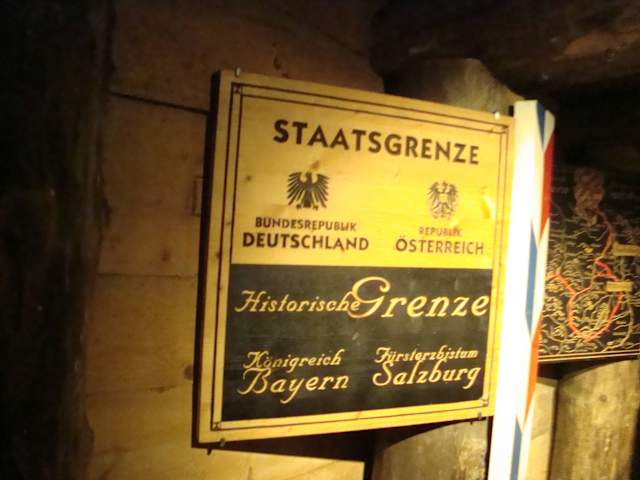 STAATSGRENZE
BUNDESREPUBLIK
DEUTSCHLAND
REPUBLIK
ÖSTERREICH
Historische Grenze
Königreich
Bayern
Fürsterzbistum
Salzburg